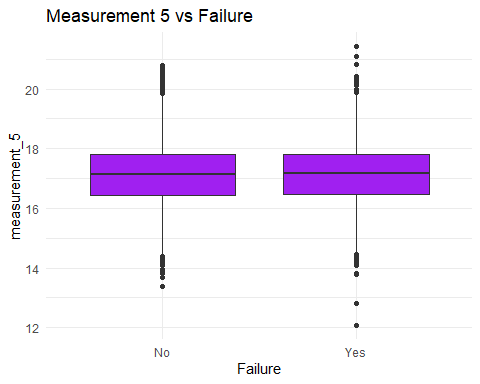 Measurement 5 vs Failure
measurement_5
20
18
16
14
12
No
Yes
Failure